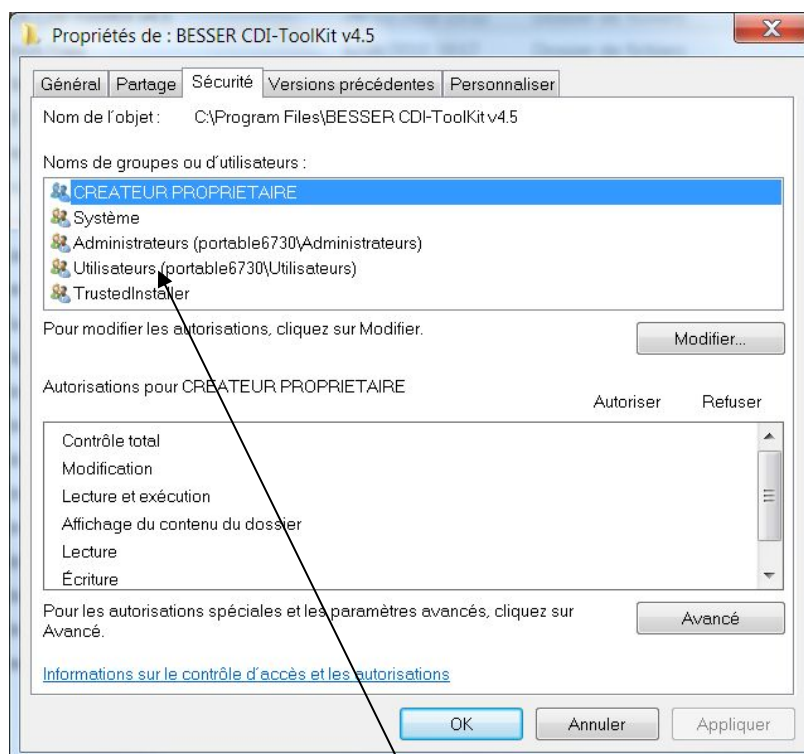 Propriétés de : BESSER CDI-ToolKit v4.5
Général Partage Sécurité Versions précédentes Personnaliser
Nom de l'objet : C:\Program Files\BESSER CDI-ToolKit v4.5
Noms de groupes ou d'utilisateurs :
CREATEUR PROPRIETAIRE
Système
Administrateurs (portable6730\Administrateurs)
Utilisateurs (portable6730\Utilisateurs)
TrustedInstaller
Pour modifier les autorisations, cliquez sur Modifier.
Modifier...
Autorisations pour CREATEUR PROPRIETAIRE
Autoriser Refuser
Contrôle total
Modification
Lecture et exécution
Affichage du contenu du dossier
Lecture
Écriture
Pour les autorisations spéciales et les paramètres avancés, cliquez sur
Avancé.
Avancé
Informations sur le contrôle d'accès et les autorisations
OK Annuler Appliquer